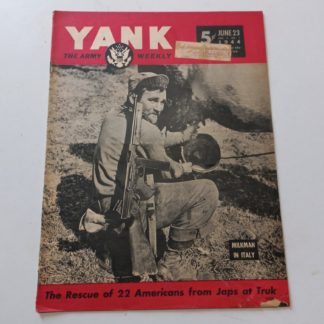 YANK
THE ARMY
WEEKLY
5¢
JUNE 23
1944
MILKMAN
IN ITALY
The Rescue of 22 Americans from Japs at Truk